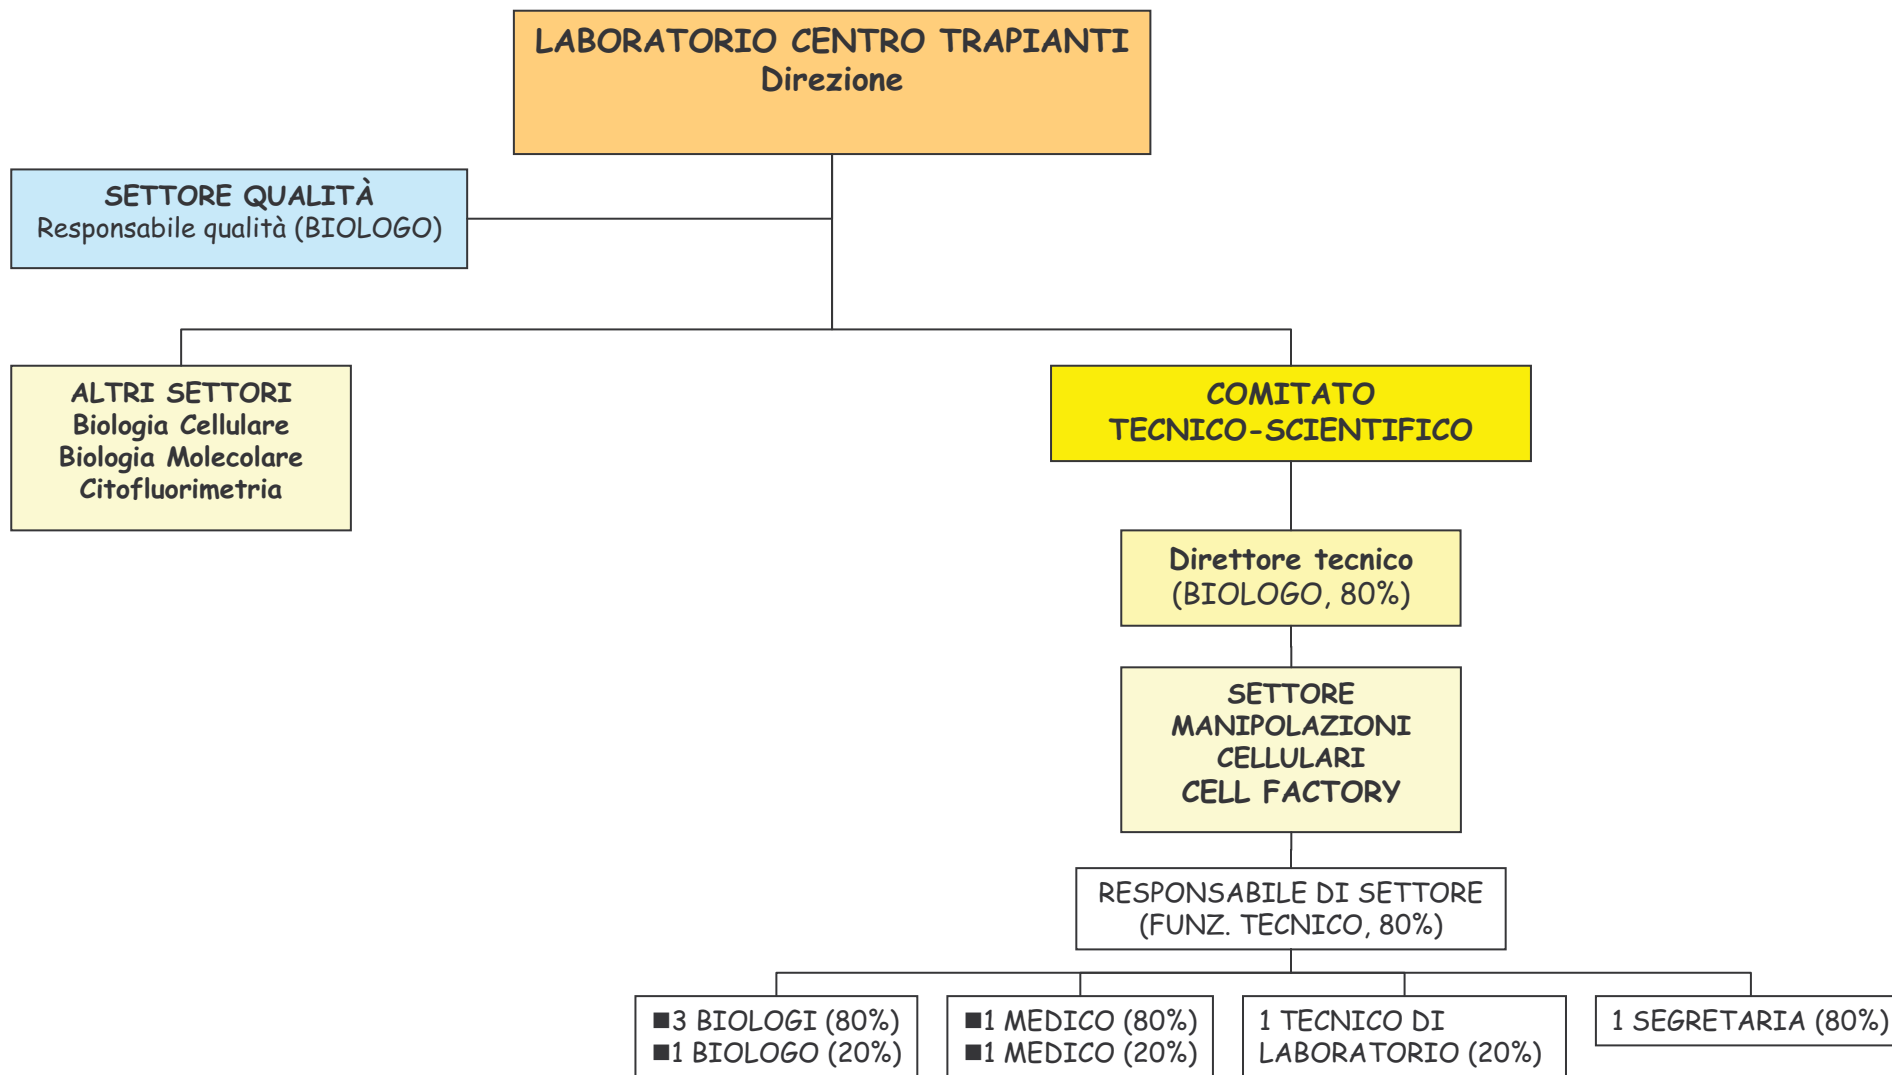 LABORATORIO CENTRO TRAPIANTI
Direzione
SETTORE QUALITÀ
Responsabile qualità (BIOLOGO)
ALTRI SETTORI
Biologia Cellulare
Biologia Molecolare
Citofluorimetria
COMITATO
TECNICO-SCIENTIFICO
Direttore tecnico
(BIOLOGO, 80%)
SETTORE
MANIPOLAZIONI
CELLULARI
CELL FACTORY
RESPONSABILE DI SETTORE
(FUNZ. TECNICO, 80%)
■3 BIOLOGI (80%)
■1 BIOLOGO (20%)
■1 MEDICO (80%)
■1 MEDICO (20%)
1 TECNICO DI
LABORATORIO (20%)
1 SEGRETARIA (80%)